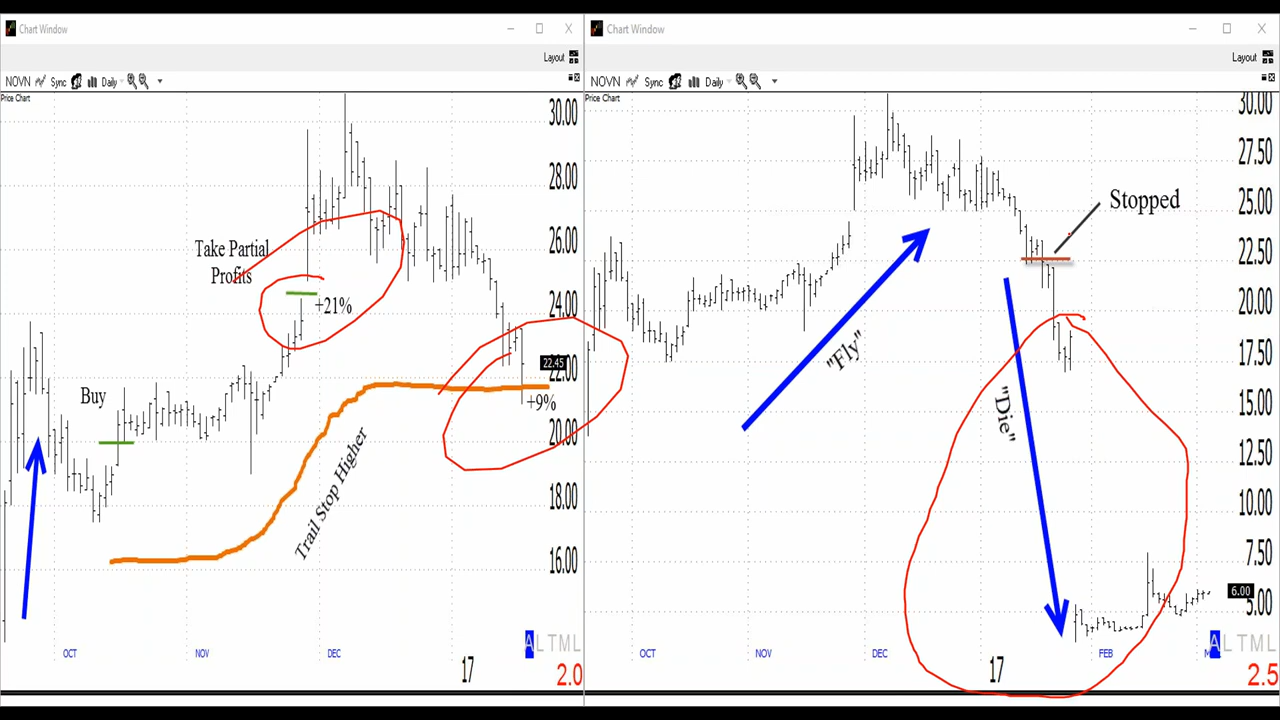 Chart Window
Layout
NOVN Sync Daily
Price Chart
30.00
28.00
26.00
24.00
22.45
22.00
20.00
18.00
16.00
Take Partial
Profits
+21%
Buy
+9%
Trail Stop Higher
OCT NOV DEC 17
A L T M L
2.0
Chart Window
Layout
NOVN Sync Daily
Price Chart
30.00
27.50
25.00
22.50
20.00
17.50
15.00
12.50
10.00
7.50
6.00
5.00
Stopped
"Fly"
"Die"
OCT NOV DEC 17 FEB
A L T M L
2.5